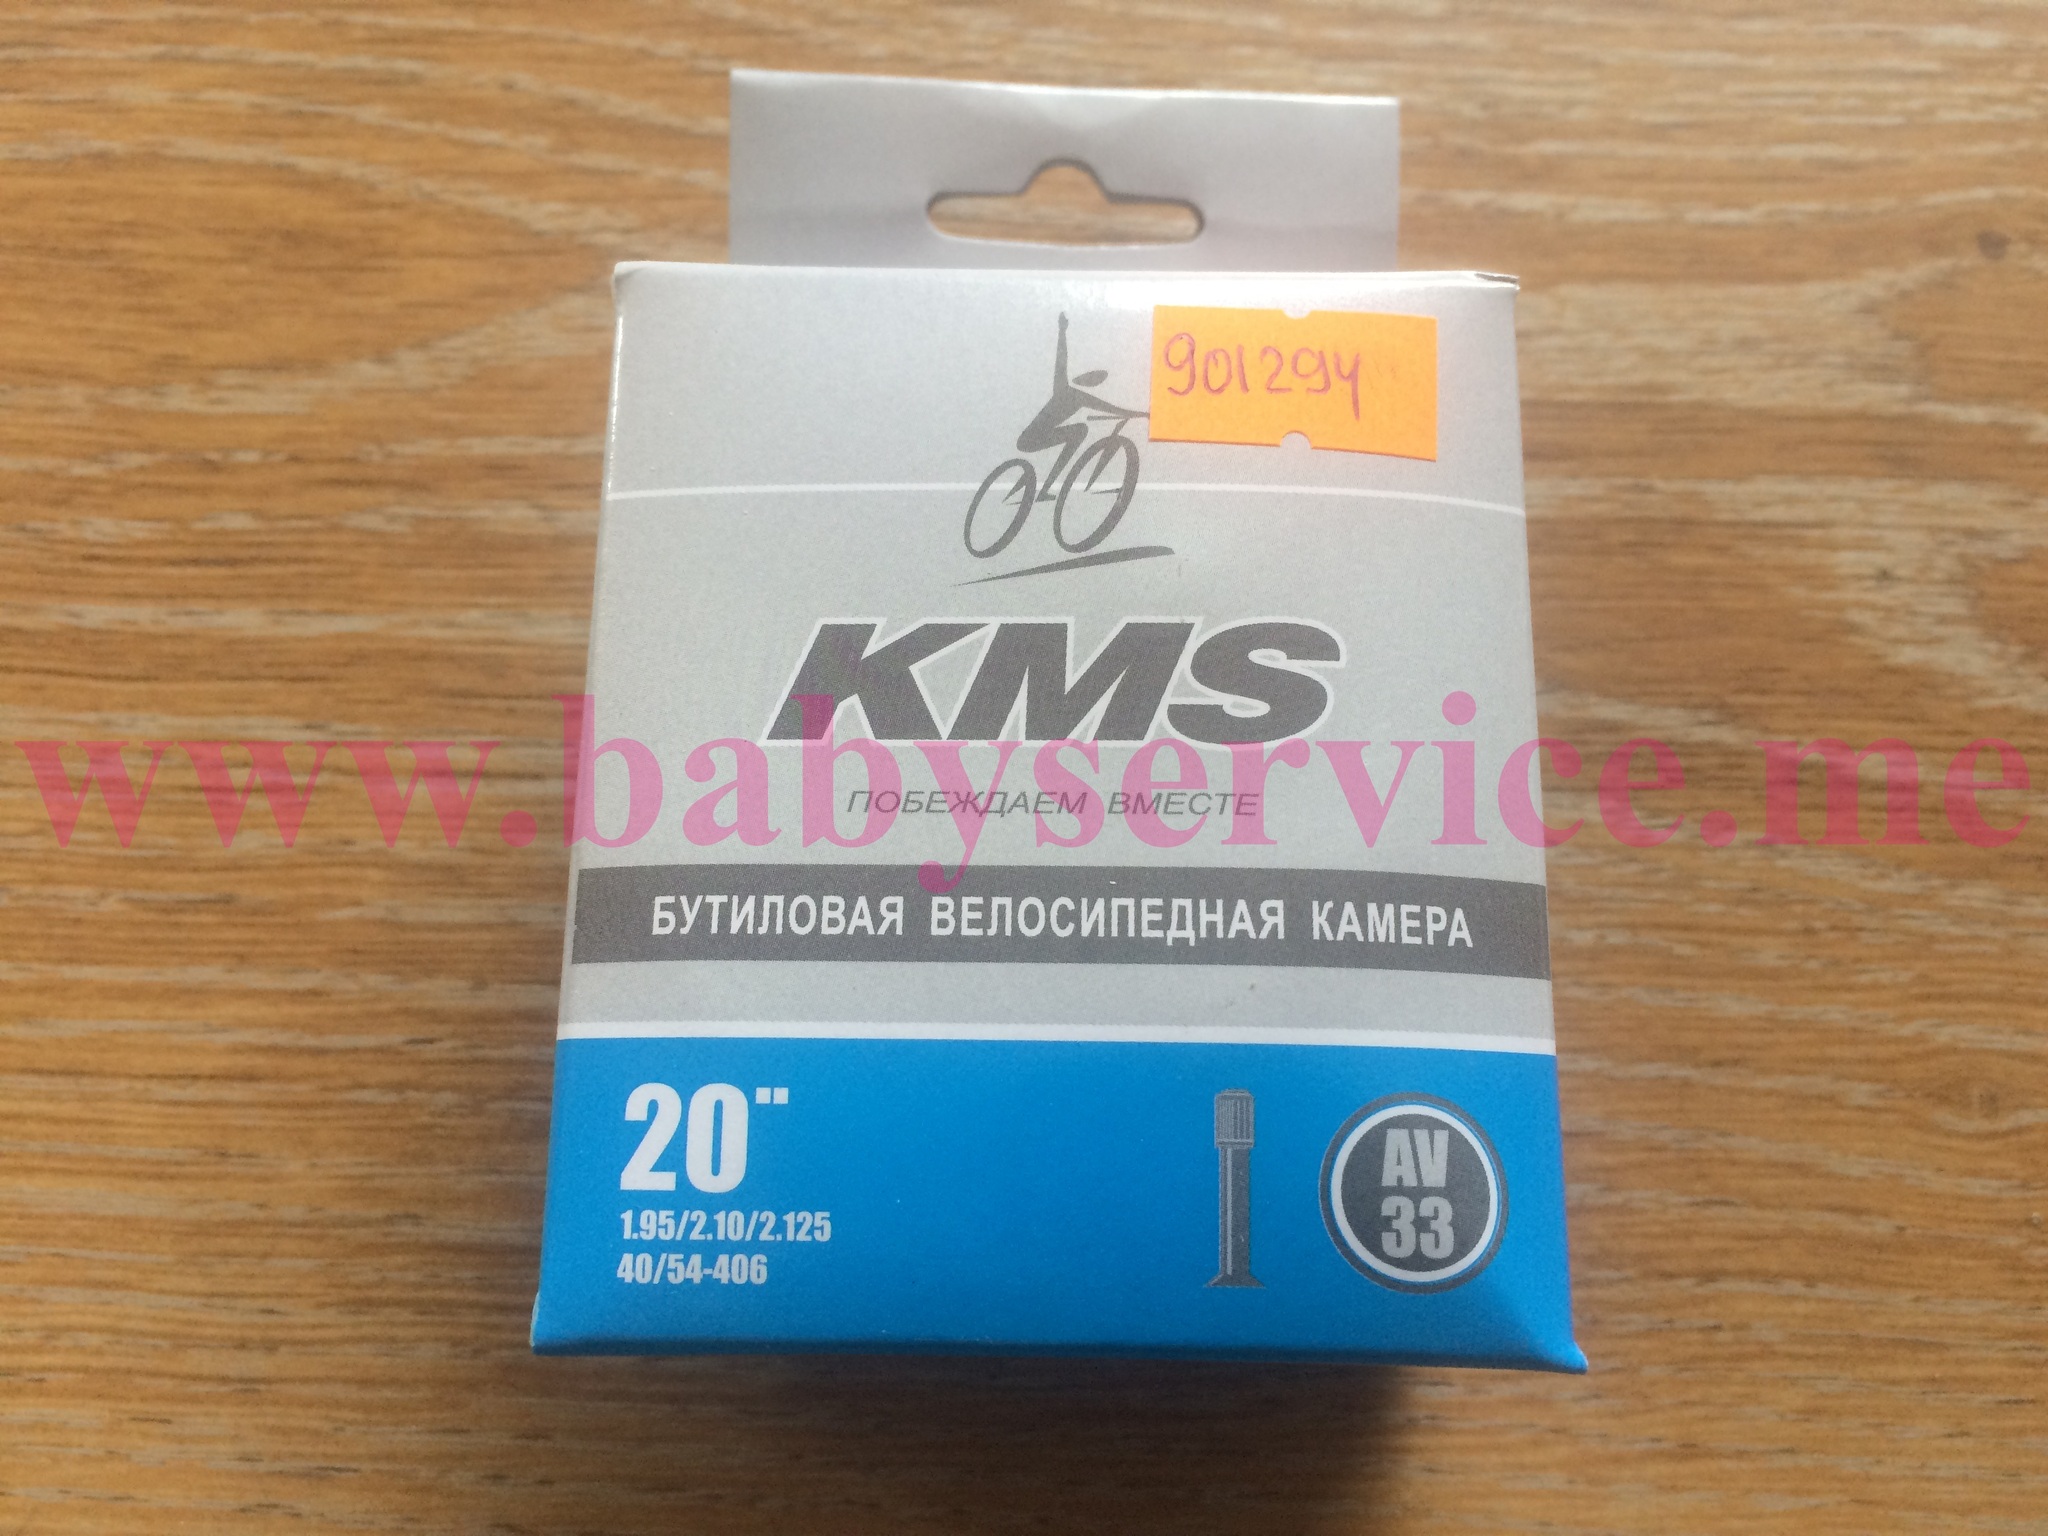 901294
KMS
www.babyservice.me
ПОБЕЖДАЕМ ВМЕСТЕ
БУТИЛОВАЯ ВЕЛОСИПЕДНАЯ КАМЕРА
20"
1.95/2.10/2.125
40/54-406
AV
33